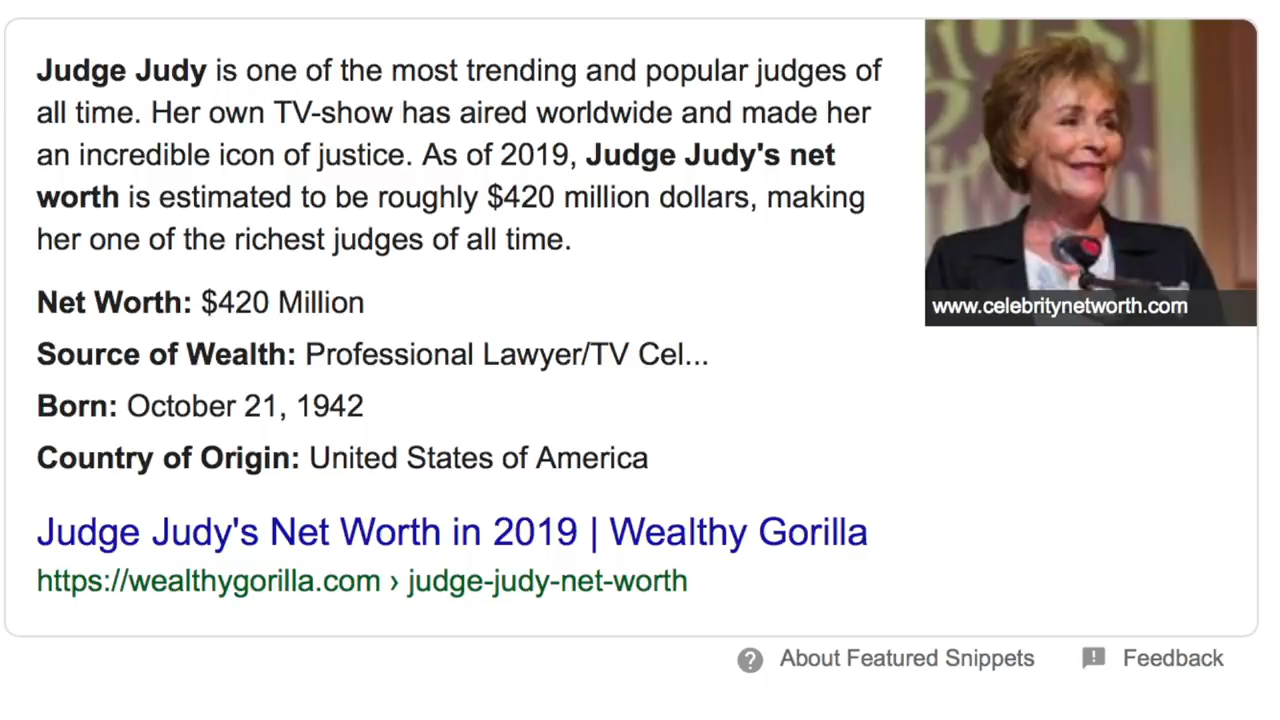 Judge Judy is one of the most trending and popular judges of
all time. Her own TV-show has aired worldwide and made her
an incredible icon of justice. As of 2019, Judge Judy's net
worth is estimated to be roughly $420 million dollars, making
her one of the richest judges of all time.
Net Worth: $420 Million
Source of Wealth: Professional Lawyer/TV Cel...
Born: October 21, 1942
Country of Origin: United States of America
Judge Judy's Net Worth in 2019 | Wealthy Gorilla
https://wealthygorilla.com › judge-judy-net-worth
www.celebritynetworth.com
About Featured Snippets
Feedback